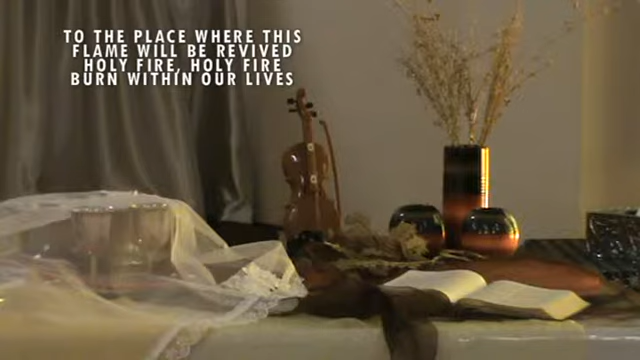 TO THE PLACE WHERE THIS
FLAME WILL BE REVIVED
HOLY FIRE, HOLY FIRE
BURN WITHIN OUR LIVES